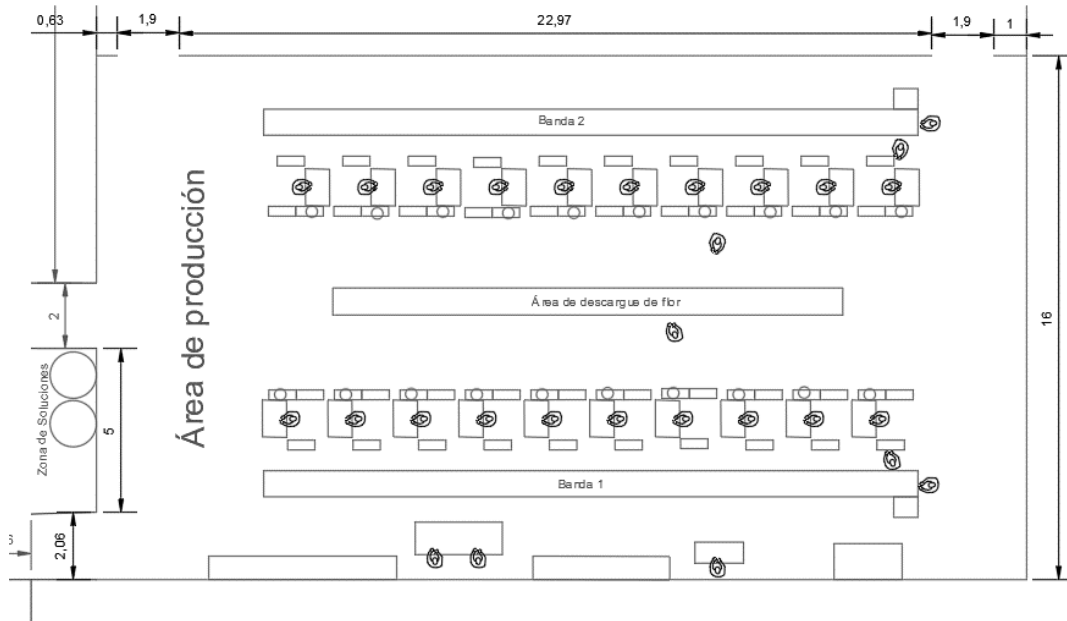 0,63
1,9
22,97
1,9
1
Banda 2
Área de producción
Área de descargue de flor
2
16
Zona de Soluciones
5
Banda 1
2,06